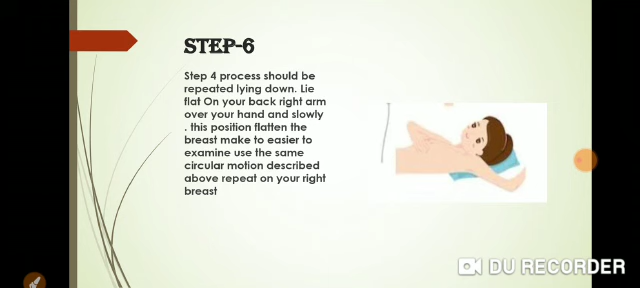 STEP-6
Step 4 process should be
repeated lying down. Lie
flat On your back right arm
over your hand and slowly
. this position flatten the
breast make to easier to
examine use the same
circular motion described
above repeat on your right
breast
DU RECORDER